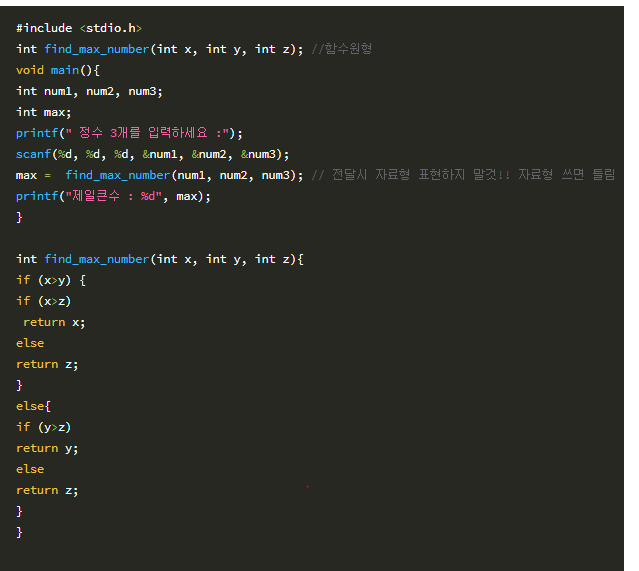 #include <stdio.h>
int find_max_number(int x, int y, int z); //함수원형
void main(){
int num1, num2, num3;
int max;
printf(" 정수 3개를 입력하세요 :");
scanf(%d, %d, %d, &num1, &num2, &num3);
max =  find_max_number(num1, num2, num3); // 전달시 자료형 표현하지 말것!! 자료형 쓰면 틀림
printf("제일큰수 : %d", max);
}
int find_max_number(int x, int y, int z){
if (x>y) {
if (x>z)
 return x;
else
return z;
}
else{
if (y>z)
return y;
else
return z;
}
}